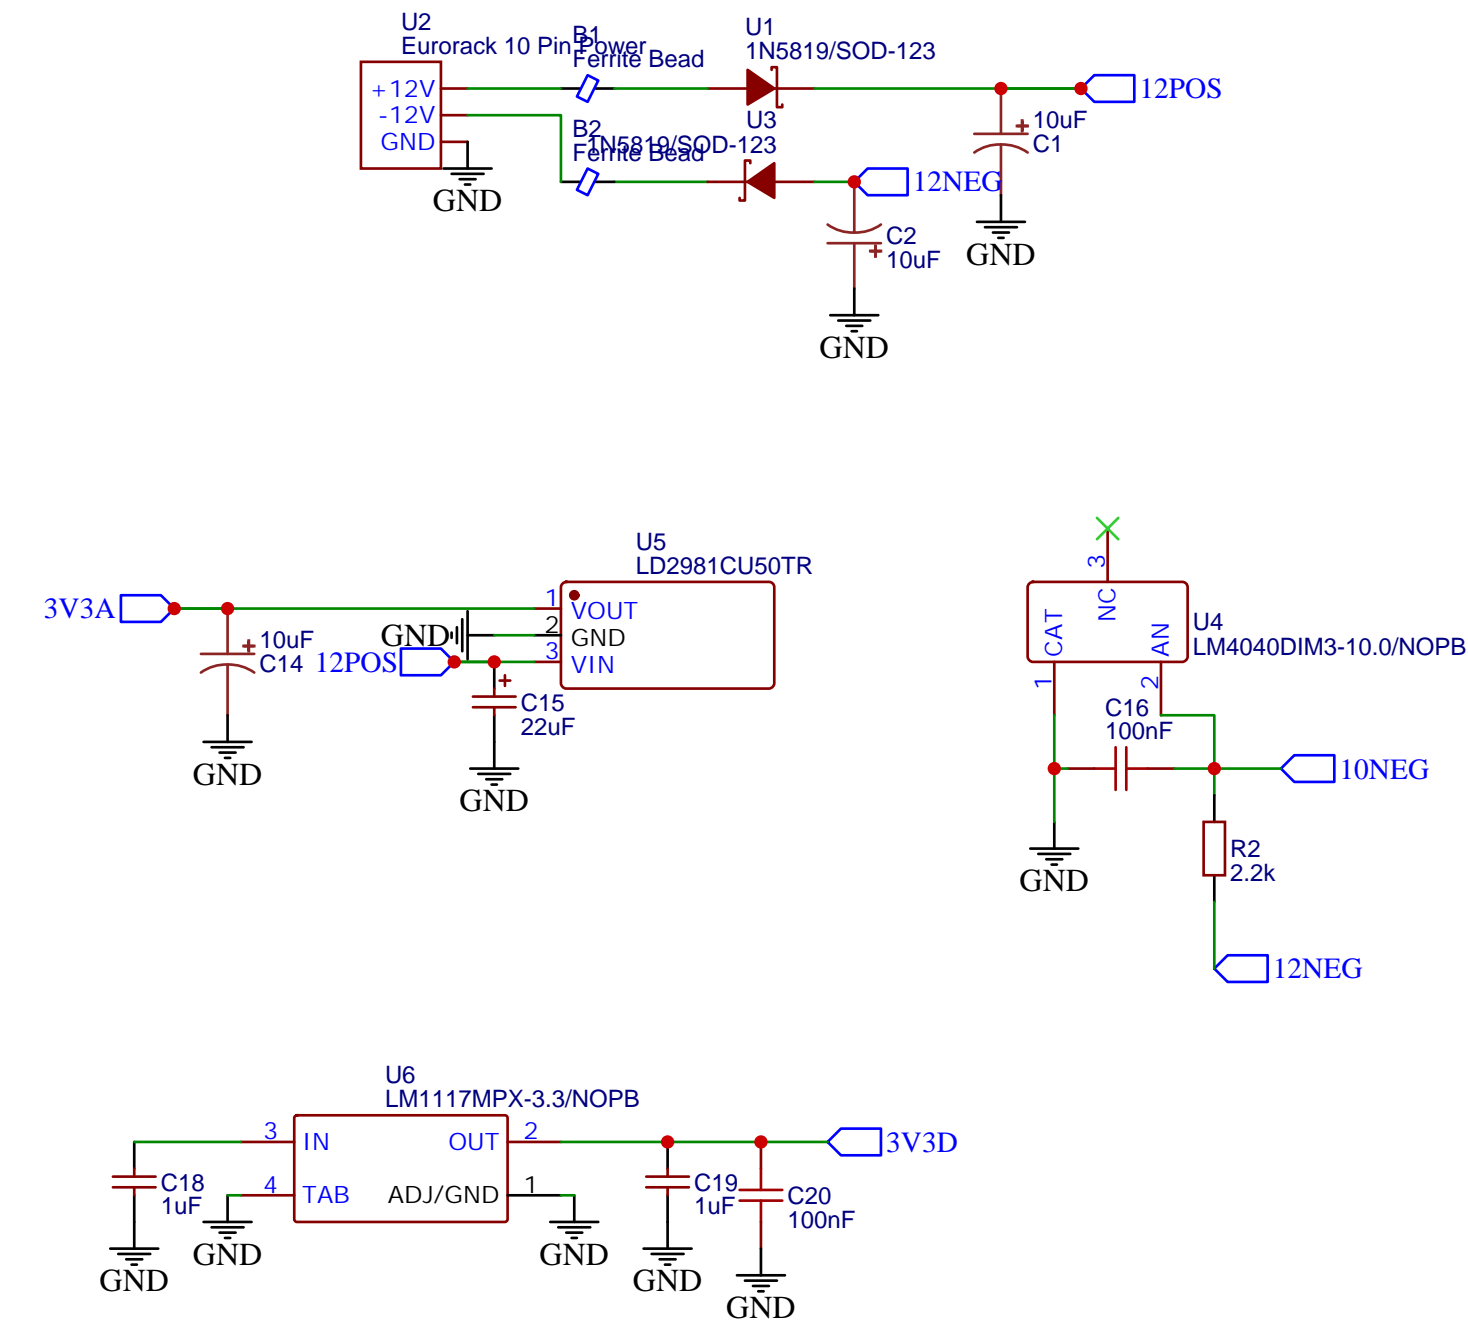 U2
Eurorack 10 Pin Power
+12V
-12V
GND
GND
B1
Ferrite Bead
U1
1N5819/SOD-123
12POS
10uF
C1
GND
B2
Ferrite Bead
U3
1N5819/SOD-123
12NEG
C2
10uF
GND
U5
LD2981CU50TR
3V3A
1
VOUT
2
GND
3
VIN
GND
12POS
10uF
C14
GND
C15
22uF
GND
3
NC
CAT
AN
1
2
U4
LM4040DIM3-10.0/NOPB
C16
100nF
10NEG
GND
R2
2.2k
12NEG
U6
LM1117MPX-3.3/NOPB
3
IN
OUT
2
4
TAB
ADJ/GND
1
3V3D
C18
1uF
GND
GND
GND
C19
1uF
GND
C20
100nF
GND